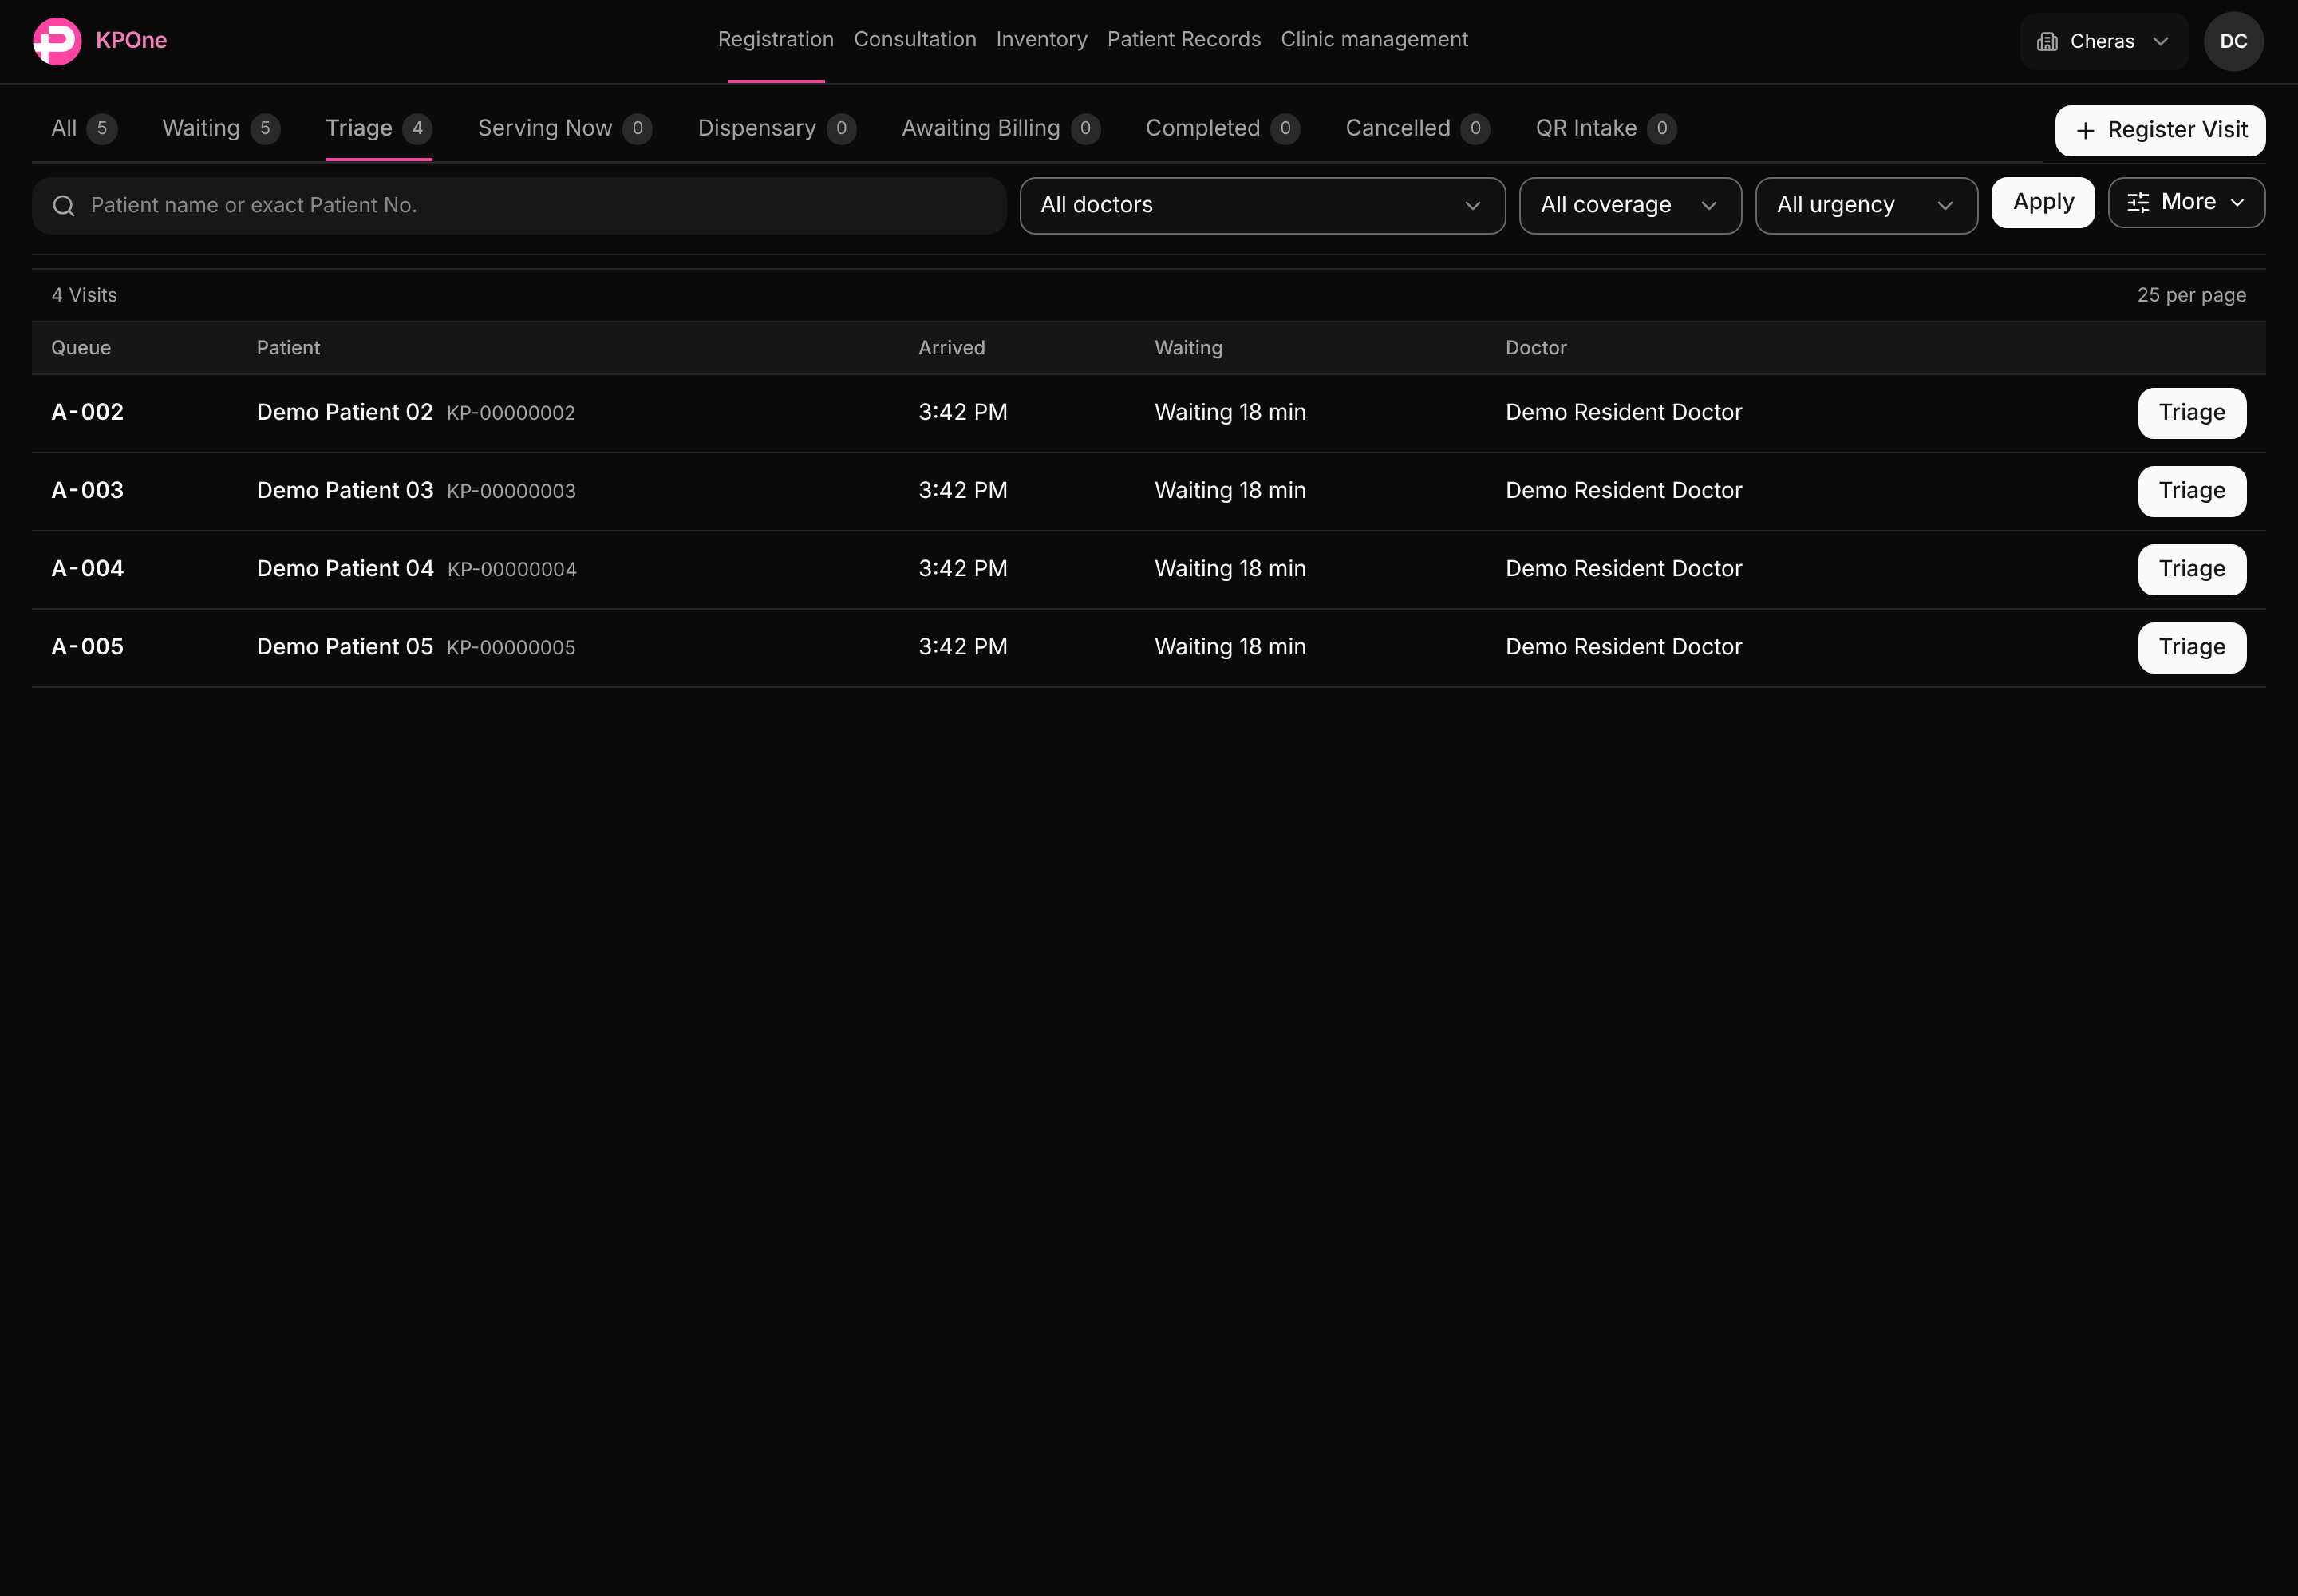 KPOne Registration Consultation Inventory Patient Records Clinic management Cheras DC
All 5 Waiting 5 Triage 4 Serving Now 0 Dispensary 0 Awaiting Billing 0 Completed 0 Cancelled 0 QR Intake 0 + Register Visit
Patient name or exact Patient No. All doctors All coverage All urgency Apply More
4 Visits 25 per page
Queue Patient Arrived Waiting Doctor
A-002 Demo Patient 02 KP-00000002 3:42 PM Waiting 18 min Demo Resident Doctor Triage
A-003 Demo Patient 03 KP-00000003 3:42 PM Waiting 18 min Demo Resident Doctor Triage
A-004 Demo Patient 04 KP-00000004 3:42 PM Waiting 18 min Demo Resident Doctor Triage
A-005 Demo Patient 05 KP-00000005 3:42 PM Waiting 18 min Demo Resident Doctor Triage